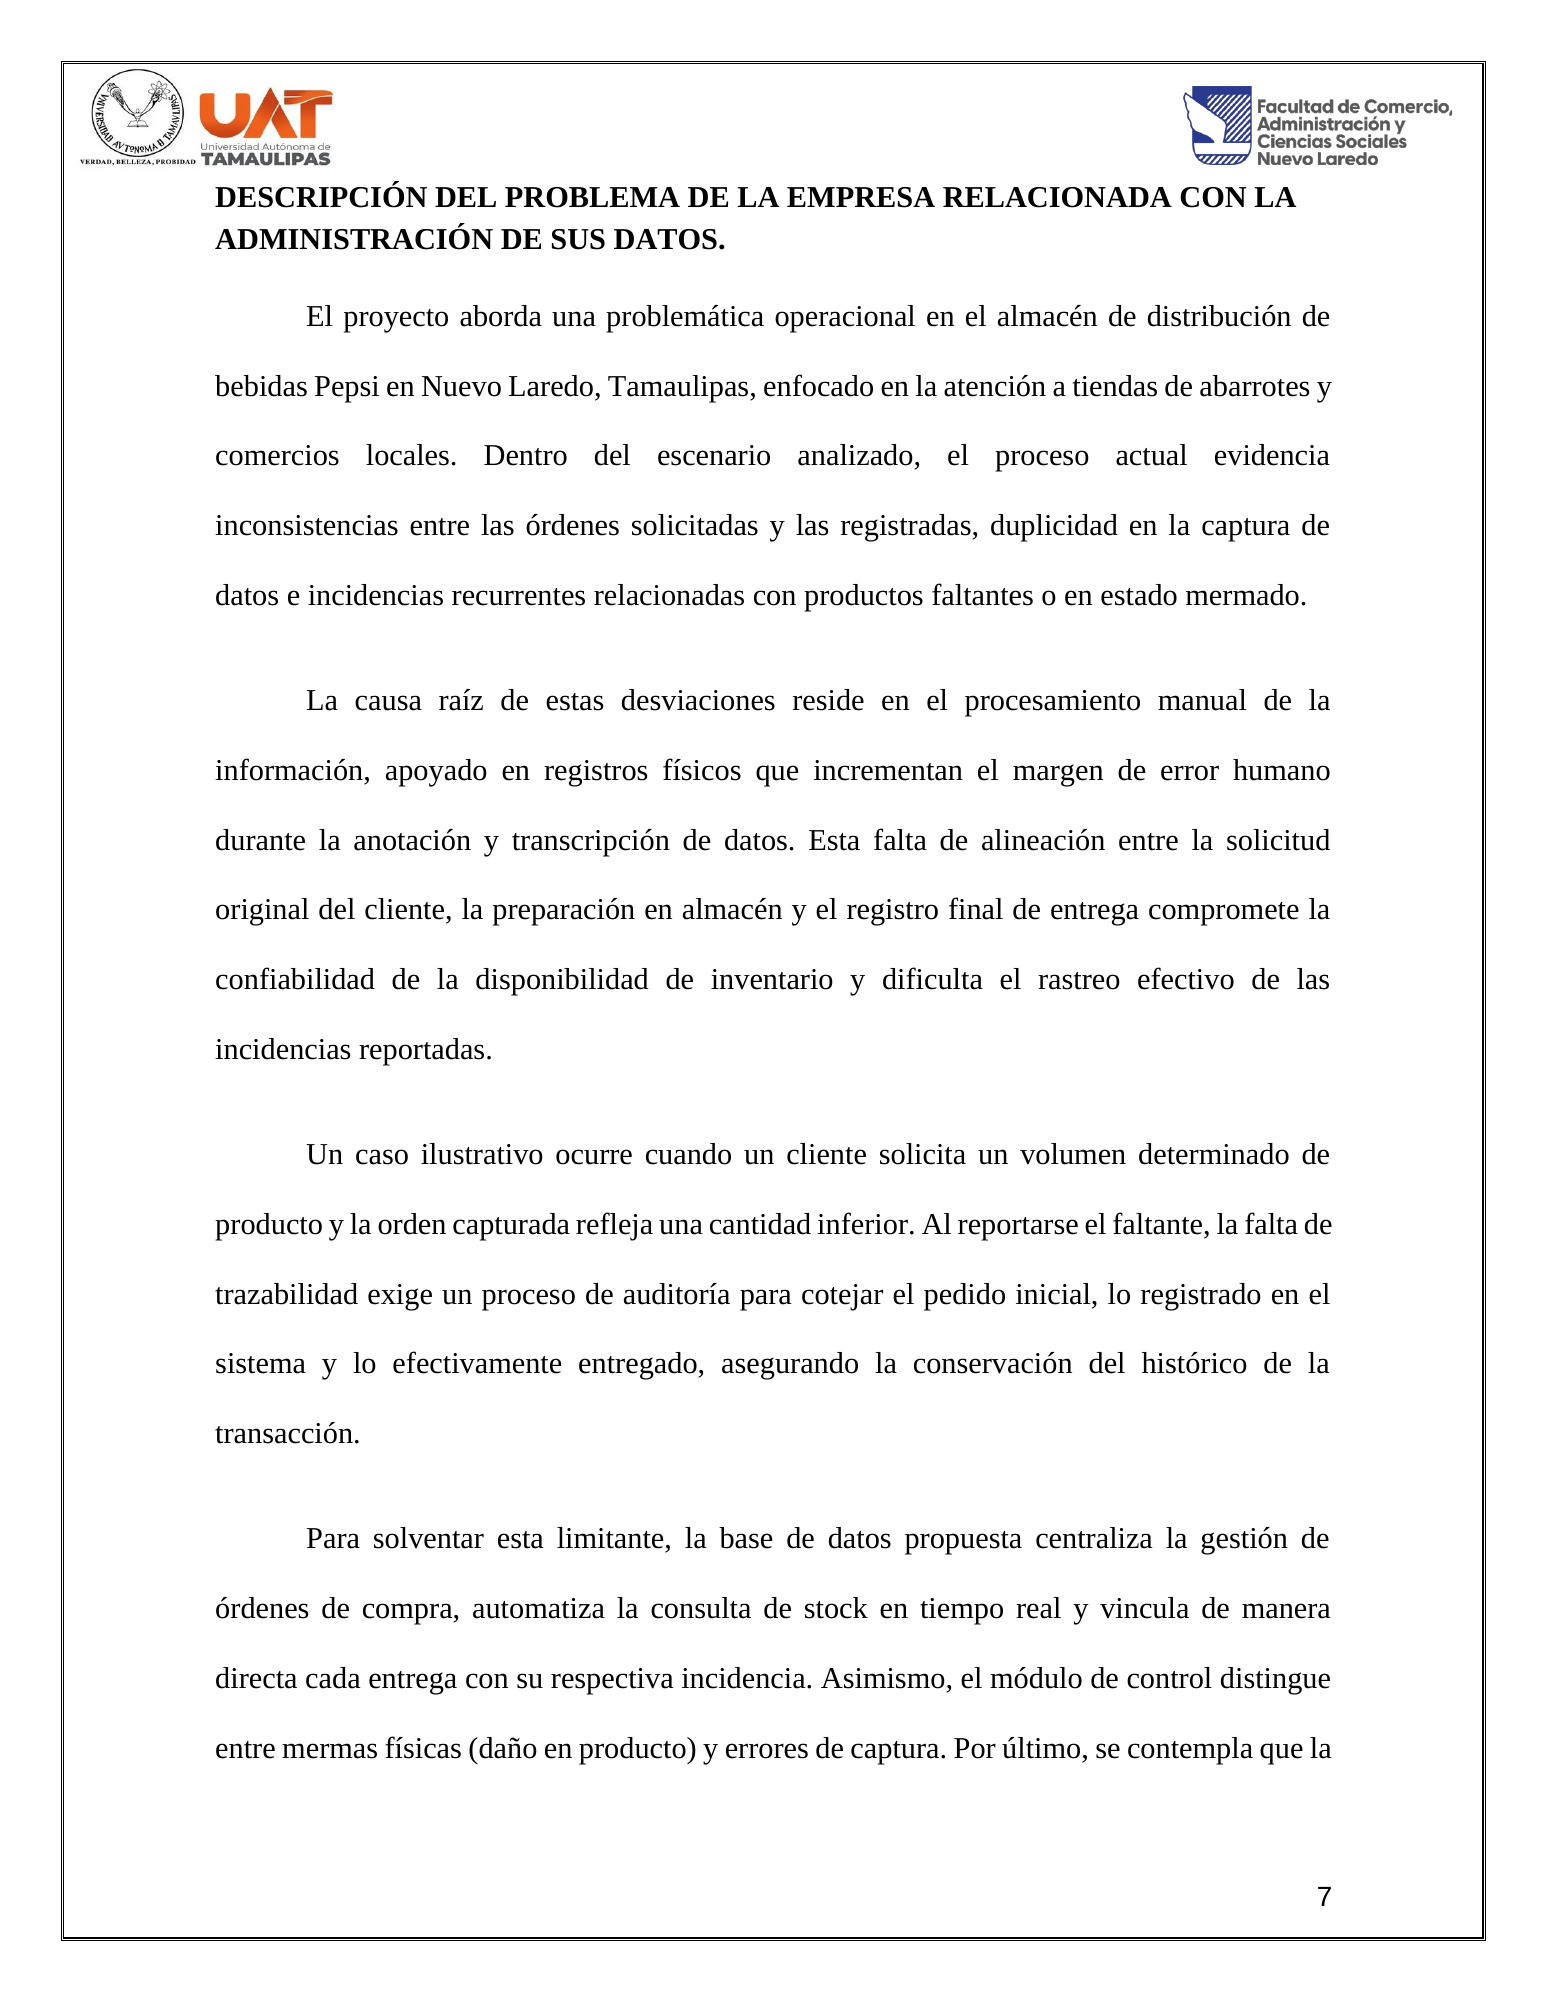 UNIVERSIDAD AUTONOMA DE TAMAULIPAS
VERDAD, BELLEZA, PROBIDAD
UAT
Universidad Autónoma de
TAMAULIPAS
Facultad de Comercio,
Administración y
Ciencias Sociales
Nuevo Laredo
DESCRIPCIÓN DEL PROBLEMA DE LA EMPRESA RELACIONADA CON LA
ADMINISTRACIÓN DE SUS DATOS.
El proyecto aborda una problemática operacional en el almacén de distribución de
bebidas Pepsi en Nuevo Laredo, Tamaulipas, enfocado en la atención a tiendas de abarrotes y
comercios locales. Dentro del escenario analizado, el proceso actual evidencia
inconsistencias entre las órdenes solicitadas y las registradas, duplicidad en la captura de
datos e incidencias recurrentes relacionadas con productos faltantes o en estado mermado.
La causa raíz de estas desviaciones reside en el procesamiento manual de la
información, apoyado en registros físicos que incrementan el margen de error humano
durante la anotación y transcripción de datos. Esta falta de alineación entre la solicitud
original del cliente, la preparación en almacén y el registro final de entrega compromete la
confiabilidad de la disponibilidad de inventario y dificulta el rastreo efectivo de las
incidencias reportadas.
Un caso ilustrativo ocurre cuando un cliente solicita un volumen determinado de
producto y la orden capturada refleja una cantidad inferior. Al reportarse el faltante, la falta de
trazabilidad exige un proceso de auditoría para cotejar el pedido inicial, lo registrado en el
sistema y lo efectivamente entregado, asegurando la conservación del histórico de la
transacción.
Para solventar esta limitante, la base de datos propuesta centraliza la gestión de
órdenes de compra, automatiza la consulta de stock en tiempo real y vincula de manera
directa cada entrega con su respectiva incidencia. Asimismo, el módulo de control distingue
entre mermas físicas (daño en producto) y errores de captura. Por último, se contempla que la
7